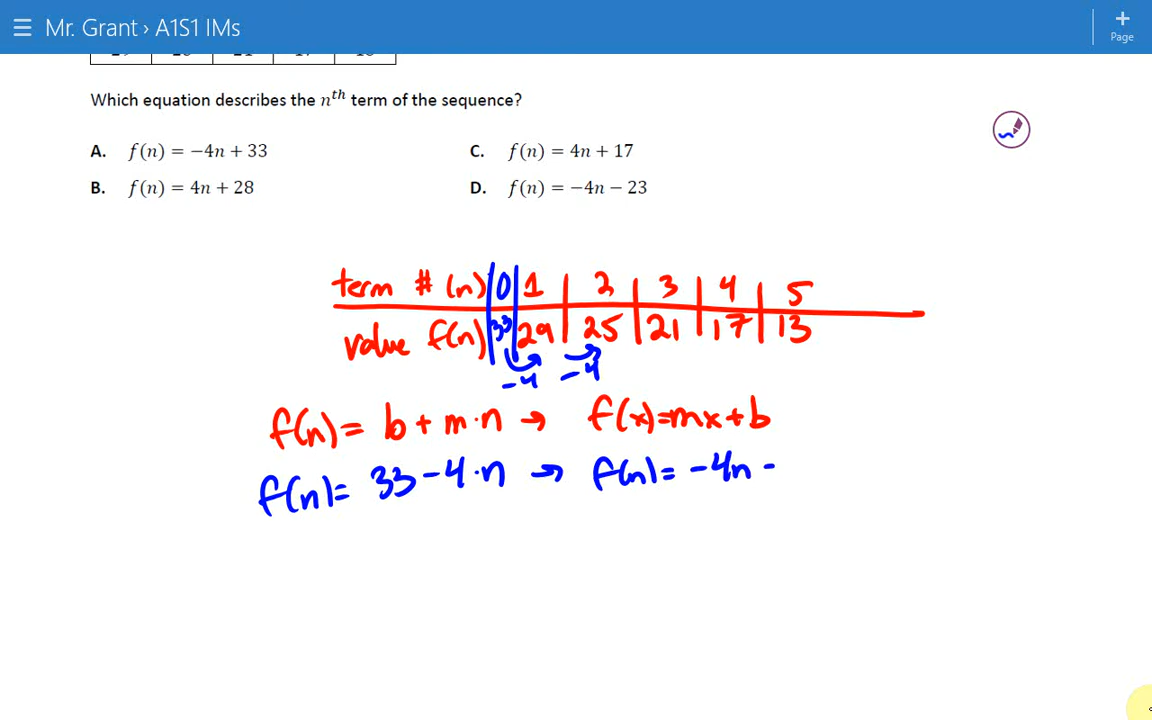 Mr. Grant › A1S1 IMs
Page
Which equation describes the nth term of the sequence?
A. f(n) = −4n + 33
C. f(n) = 4n + 17
B. f(n) = 4n + 28
D. f(n) = −4n − 23
term # (n) 0 1 2 3 4 5
value f(n) 33 29 25 21 17 13
-4 -4
f(n) = b + m·n → f(x)=mx+b
f(n)= 33 -4·n → f(n)= -4n -